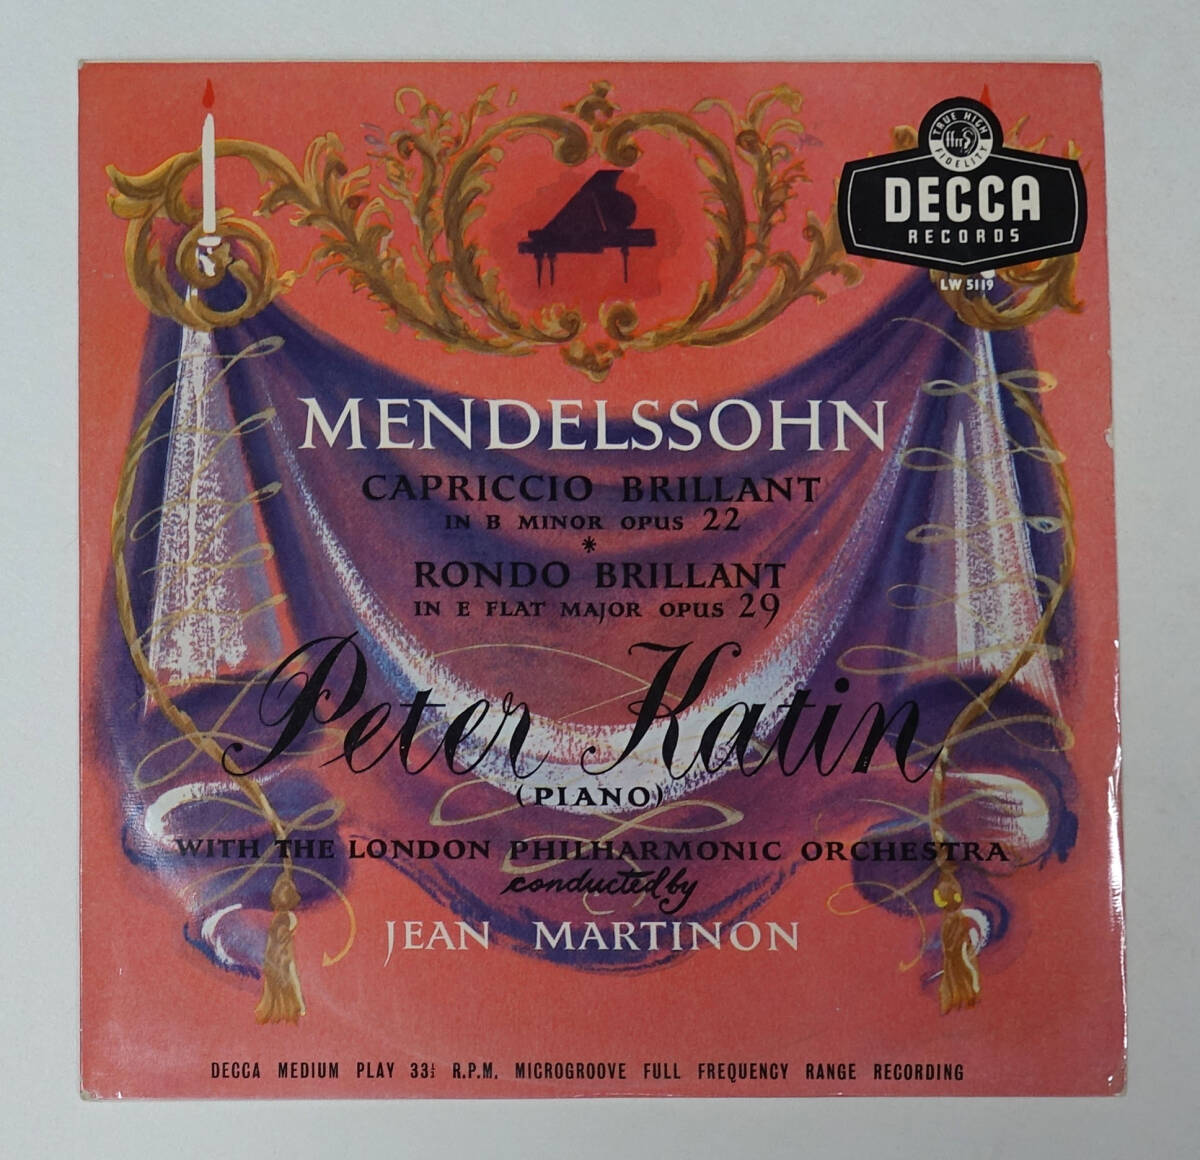 TRUE HIGH
ffrr
FIDELITY
DECCA
RECORDS
LW 5119
MENDELSSOHN
CAPRICCIO BRILLANT
IN B MINOR OPUS 22
*
RONDO BRILLANT
IN E FLAT MAJOR OPUS 29
Peter Katin
(PIANO)
WITH THE LONDON PHILHARMONIC ORCHESTRA
conducted by
JEAN MARTINON
DECCA MEDIUM PLAY 33⅓ R.P.M. MICROGROOVE FULL FREQUENCY RANGE RECORDING